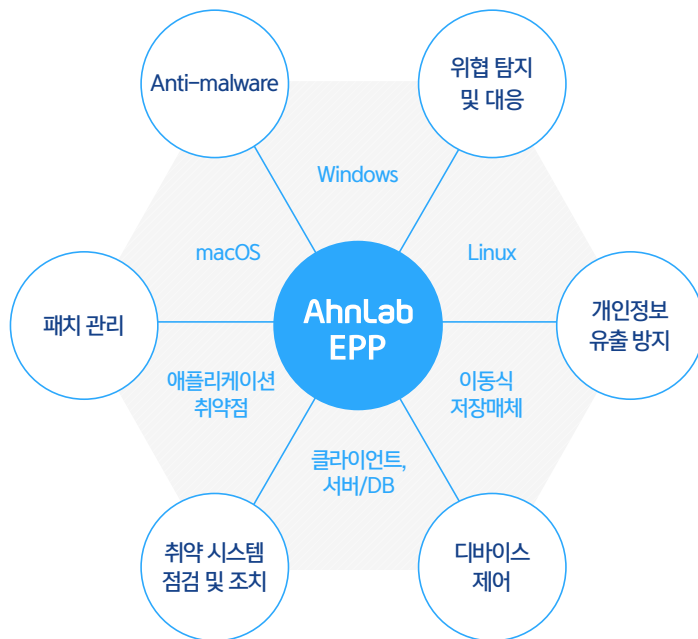 Anti-malware
위협 탐지
및 대응
Windows
macOS
Linux
AhnLab
EPP
패치 관리
개인정보
유출 방지
애플리케이션
취약점
이동식
저장매체
클라이언트,
서버/DB
취약 시스템
점검 및 조치
디바이스
제어